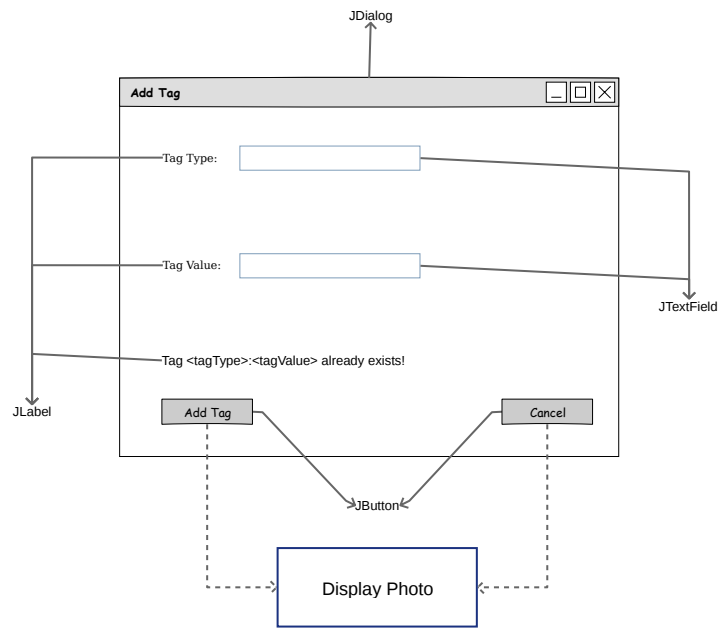 JDialog
Add Tag
Tag Type:
Tag Value:
JTextField
Tag <tagType>:<tagValue> already exists!
JLabel
Add Tag
Cancel
JButton
Display Photo